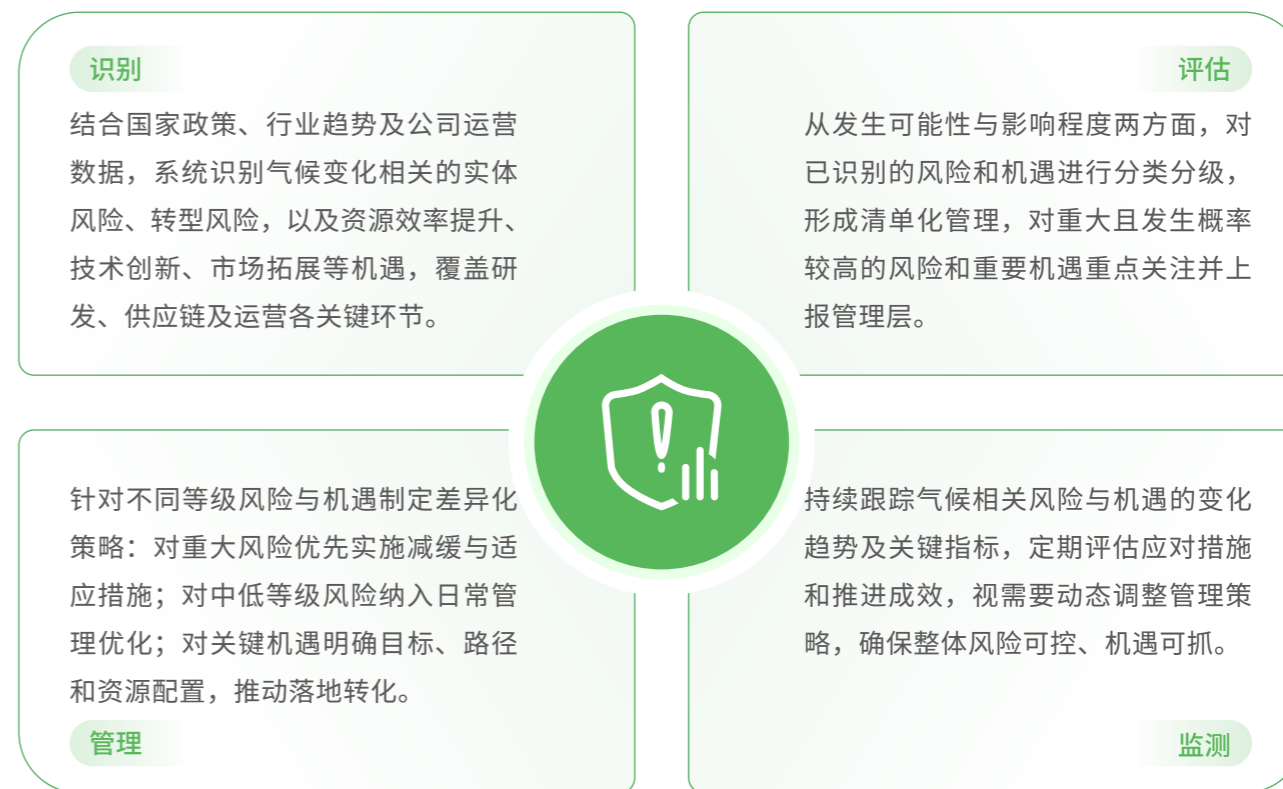 识别
结合国家政策、行业趋势及公司运营
数据，系统识别气候变化相关的实体
风险、转型风险，以及资源效率提升、
技术创新、市场拓展等机遇，覆盖研
发、供应链及运营各关键环节。
评估
从发生可能性与影响程度两方面，对
已识别的风险和机遇进行分类分级，
形成清单化管理，对重大且发生概率
较高的风险和重要机遇重点关注并上
报管理层。
针对不同等级风险与机遇制定差异化
策略：对重大风险优先实施减缓与适
应措施；对中低等级风险纳入日常管
理优化；对关键机遇明确目标、路径
和资源配置，推动落地转化。
管理
持续跟踪气候相关风险与机遇的变化
趋势及关键指标，定期评估应对措施
和推进成效，视需要动态调整管理策
略，确保整体风险可控、机遇可抓。
监测